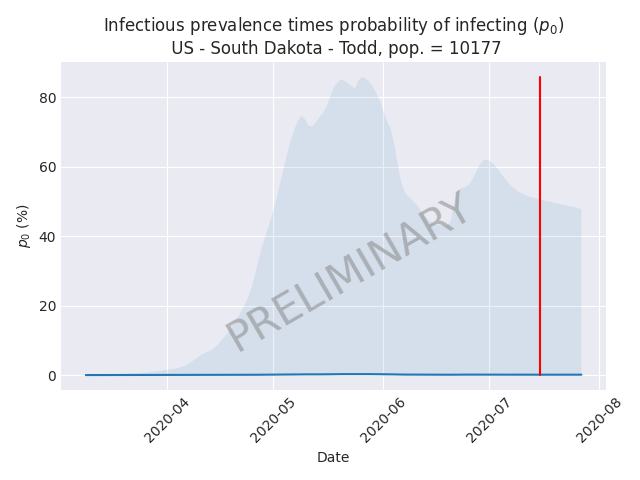 Infectious prevalence times probability of infecting (p₀)
US - South Dakota - Todd, pop. = 10177
p₀ (%)
80
60
40
20
0
PRELIMINARY
2020-04
2020-05
2020-06
2020-07
2020-08
Date